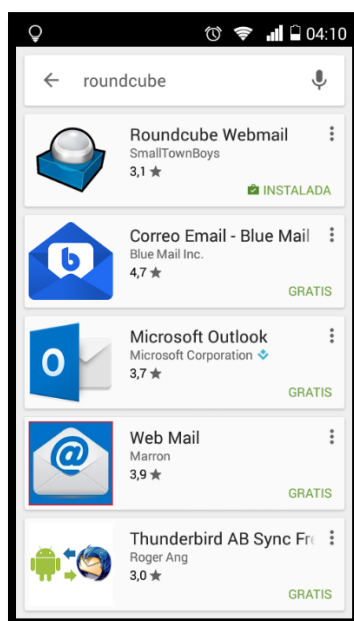 04:10
roundcube
Roundcube Webmail
SmallTownBoys
3,1 ★
INSTALADA
b
Correo Email - Blue Mail
Blue Mail Inc.
4,7 ★
GRATIS
O
Microsoft Outlook
Microsoft Corporation
3,7 ★
GRATIS
@
Web Mail
Marron
3,9 ★
GRATIS
Thunderbird AB Sync Fre
Roger Ang
3,0 ★
GRATIS